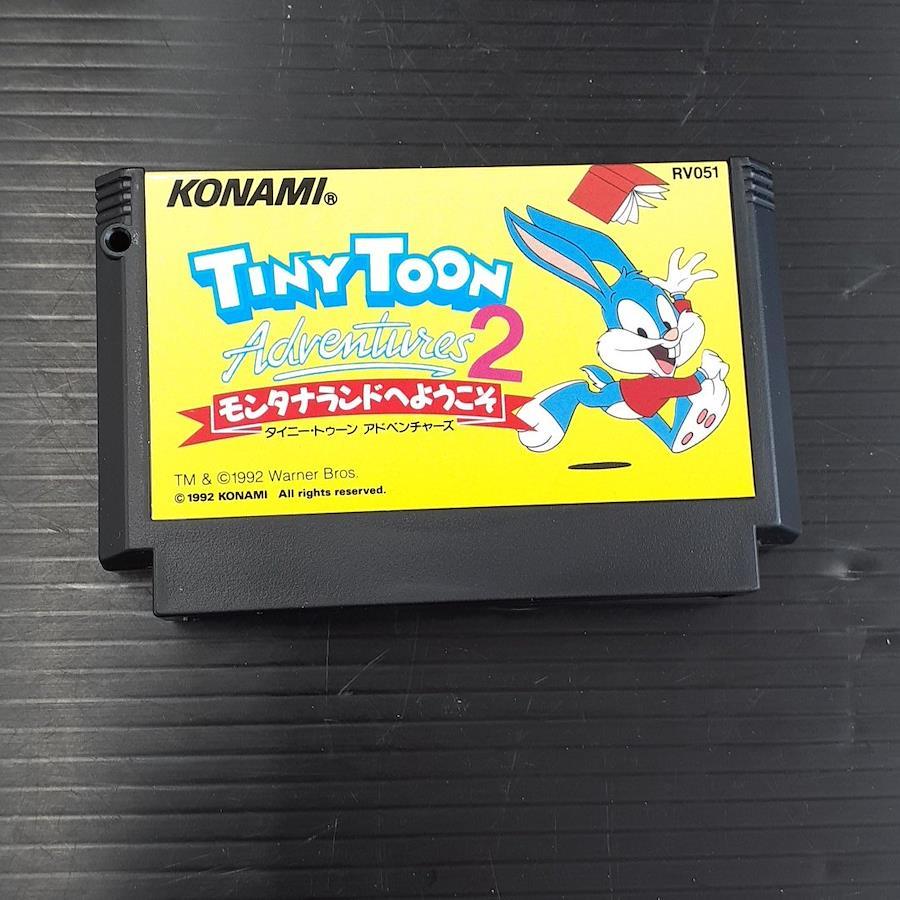 KONAMI®
RV051
TINY TOON
Adventures 2
モンタナランドへようこそ
タイニー・トゥーン アドベンチャーズ
TM & ©1992 Warner Bros.
© 1992 KONAMI All rights reserved.